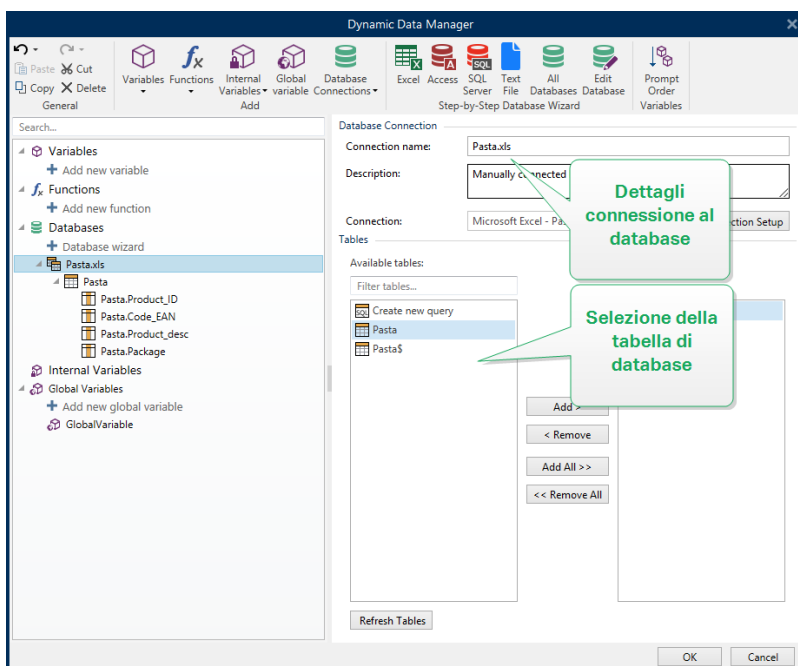 Dynamic Data Manager
Paste Cut
Copy Delete
General
Variables Functions Internal Variables Global variable Database Connections
Add
Excel Access SQL Server Text File All Databases Edit Database
Step-by-Step Database Wizard
Prompt Order
Variables
Search...
Variables
Add new variable
Functions
Add new function
Databases
Database wizard
Pasta.xls
Pasta
Pasta.Product_ID
Pasta.Code_EAN
Pasta.Product_desc
Pasta.Package
Internal Variables
Global Variables
Add new global variable
GlobalVariable
Database Connection
Connection name: Pasta.xls
Description: Manually connected
Connection: Microsoft Excel - Setup
Tables
Available tables:
Filter tables...
Create new query
Pasta
Pasta$
Add >
< Remove
Add All >>
<< Remove All
Refresh Tables
Dettagli
connessione al
database
Selezione della
tabella di
database
OK Cancel